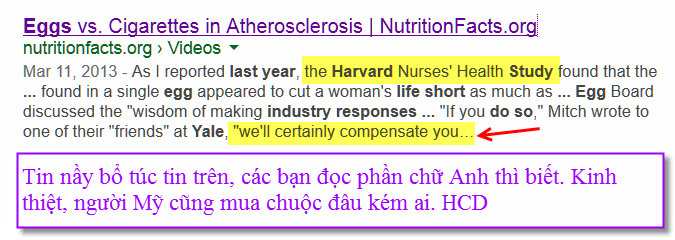 Eggs vs. Cigarettes in Atherosclerosis | NutritionFacts.org
nutritionfacts.org › Videos ▼
Mar 11, 2013 - As I reported last year, the Harvard Nurses' Health Study found that the
... found in a single egg appeared to cut a woman's life short as much as ... Egg Board
discussed the "wisdom of making industry responses ... "If you do so," Mitch wrote to
one of their "friends" at Yale, "we'll certainly compensate you...
Tin nầy bổ túc tin trên, các bạn đọc phần chữ Anh thì biết. Kinh
thiệt, người Mỹ cũng mua chuộc đâu kém ai. HCD